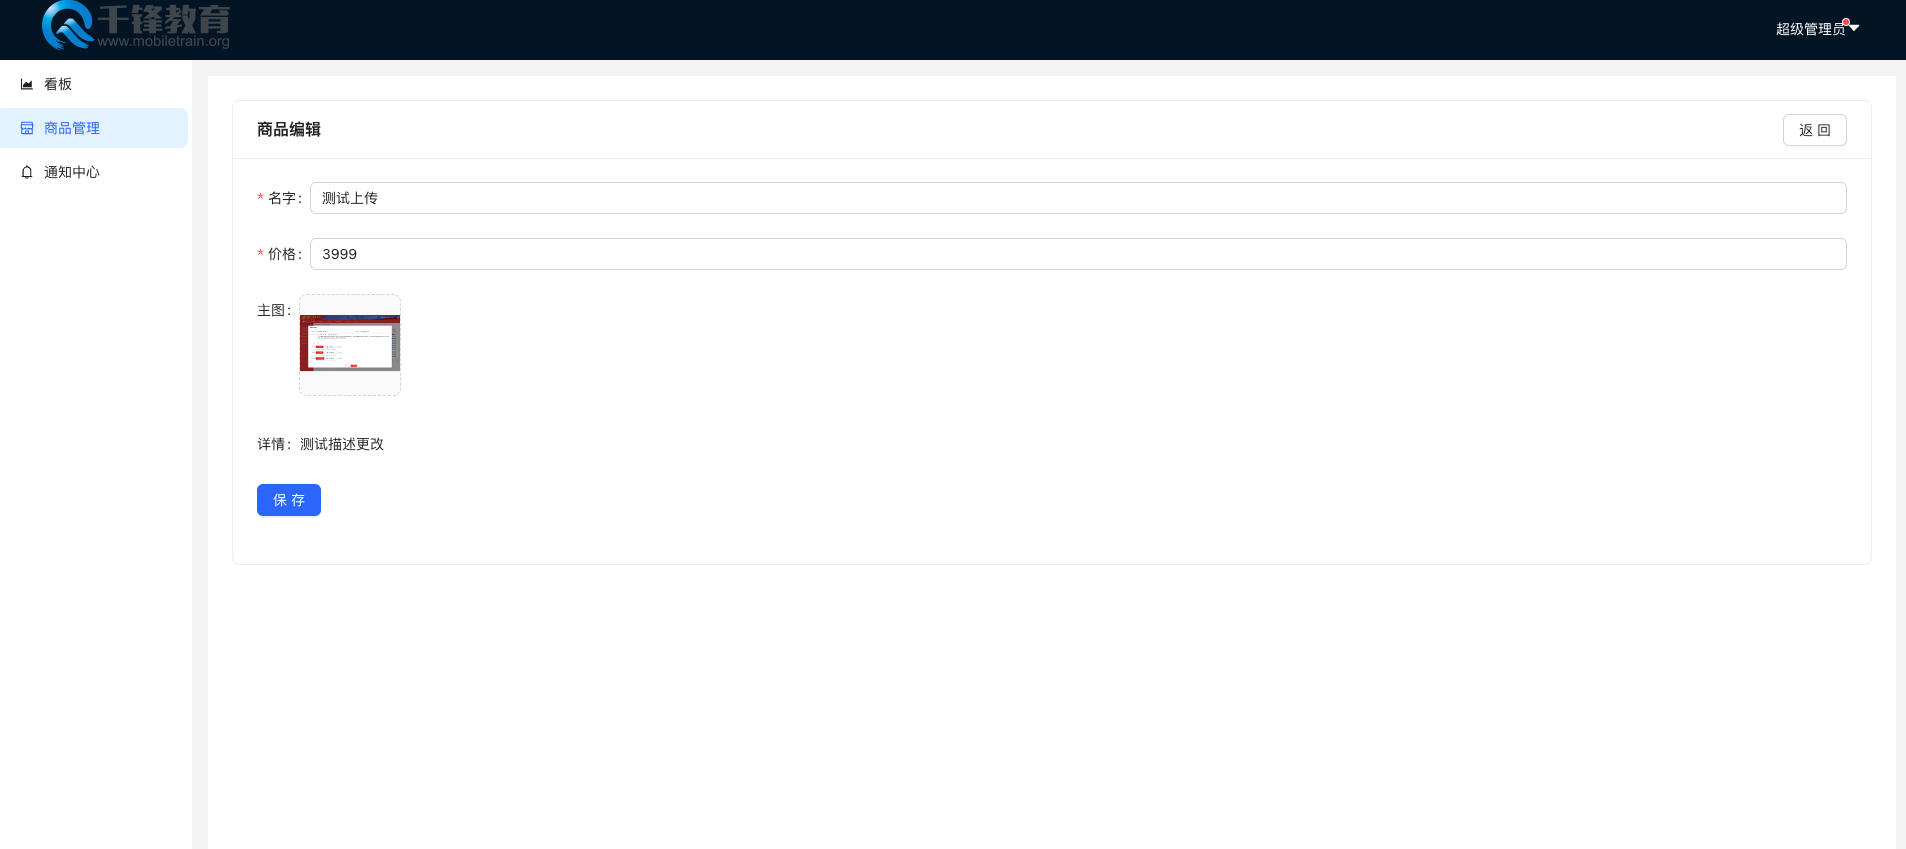 千锋教育
www.mobiletrain.org
超级管理员
看板
商品管理
通知中心
商品编辑
返 回
* 名字:
测试上传
* 价格:
3999
主图:
详情: 测试描述更改
保 存